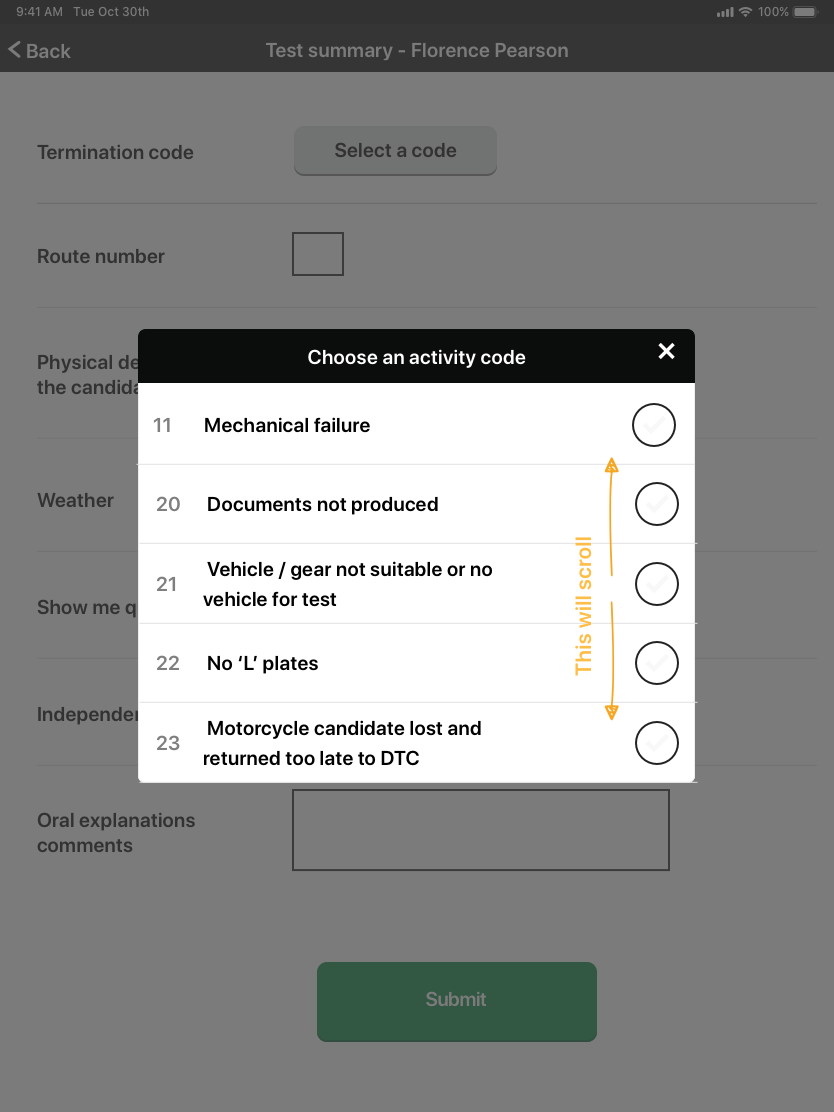 9:41 AM Tue Oct 30th 100%
Back Test summary - Florence Pearson
Termination code Select a code
Route number
Physical de
the candida
Choose an activity code
11 Mechanical failure
20 Documents not produced
Weather
21 Vehicle / gear not suitable or no
vehicle for test
This will scroll
Show me q
22 No ‘L’ plates
Independer
23 Motorcycle candidate lost and
returned too late to DTC
Oral explanations
comments
Submit